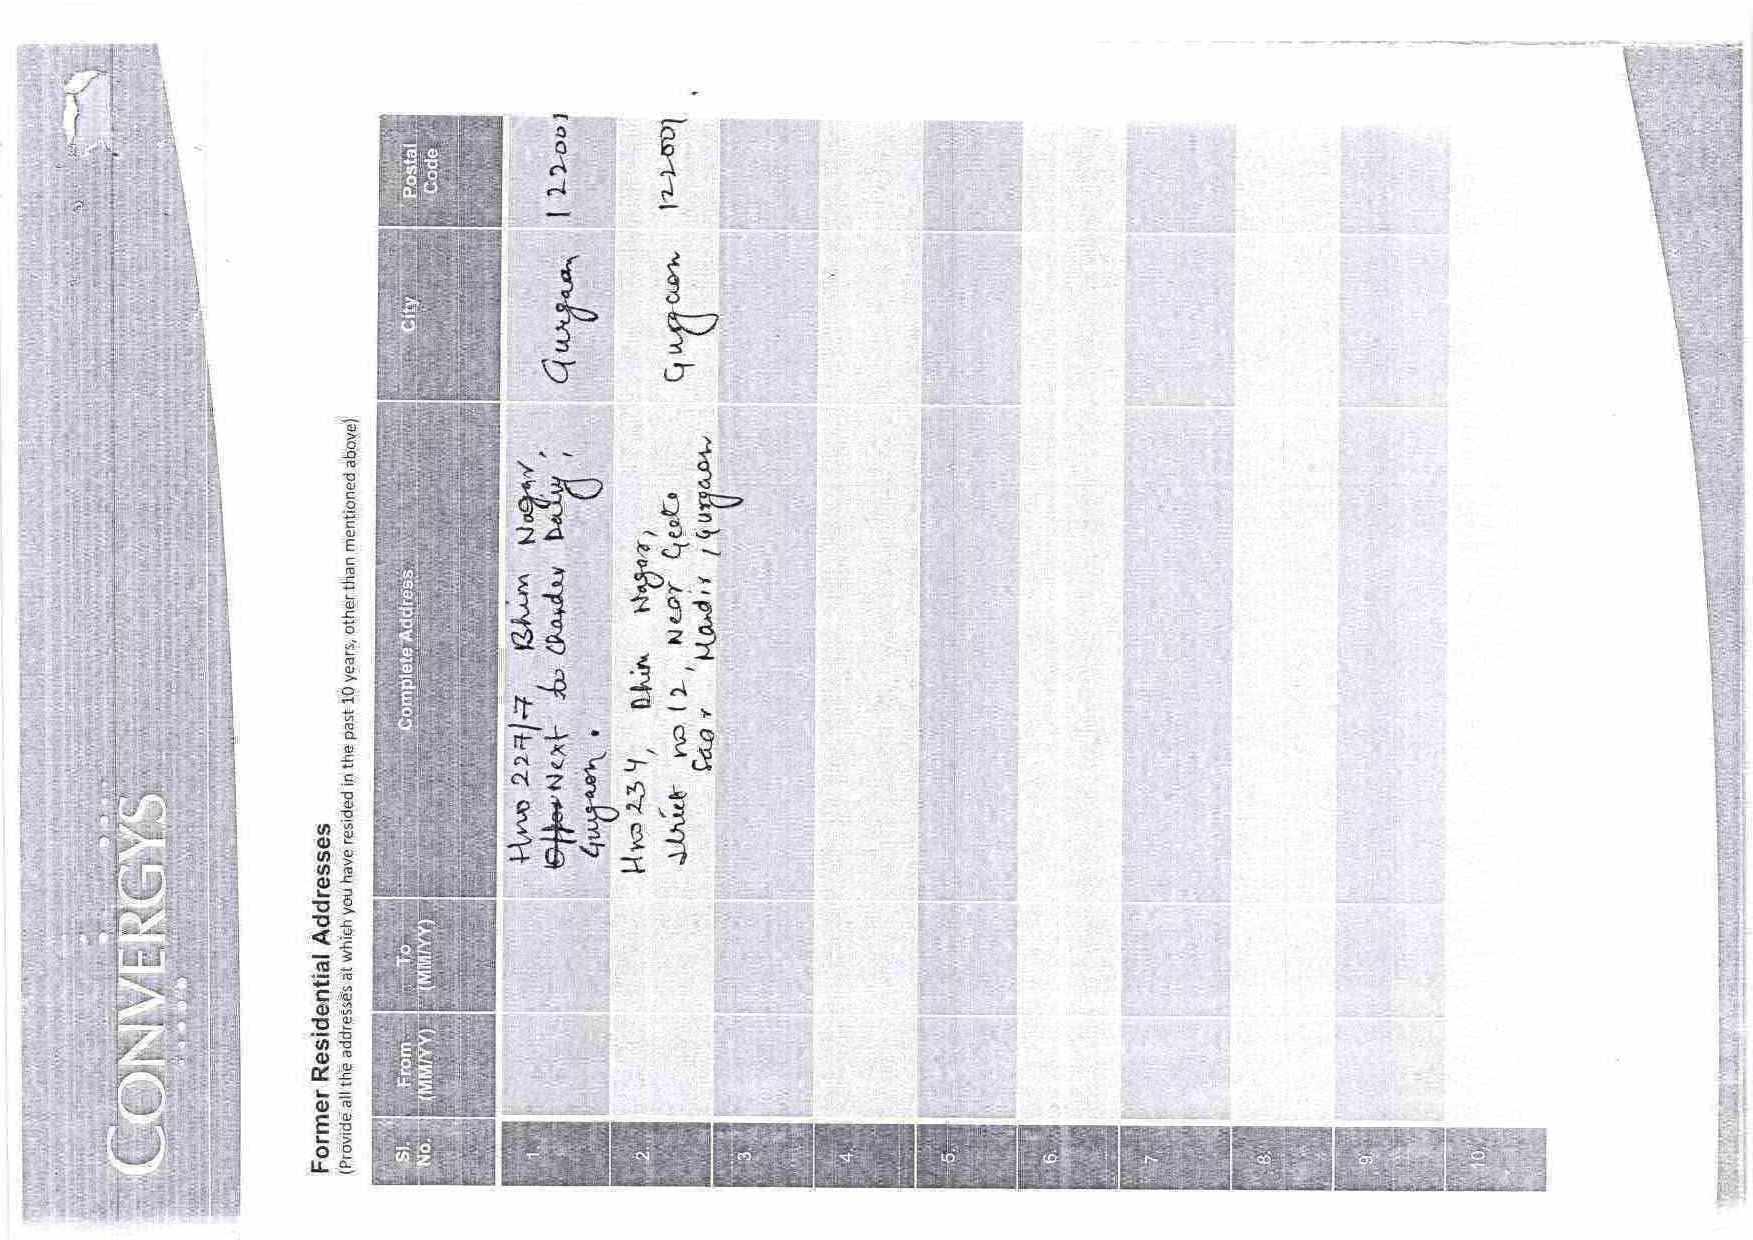 CONVERGYS
Former Residential Addresses
(Provide all the addresses at which you have resided in the past 10 years, other than mentioned above)
Sl. No. From (MM/YY) To (MM/YY) Complete Address City Postal Code
1. Hno 227/7 Bhim Nagar, Gurgaon 122001
Next to Chander Dairy,
Gurgaon.
2. Hno 234, Bhim Nagar, Gurgaon 122001
Street no 12, Near Geeta
Sagar Mandir, Gurgaon
3.
4.
5.
6.
7.
8.
9.
10.